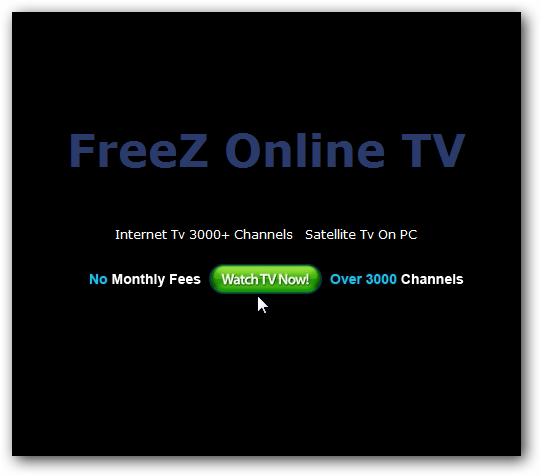 FreeZ Online TV
Internet Tv 3000+ Channels Satellite Tv On PC
No Monthly Fees Watch TV Now! Over 3000 Channels